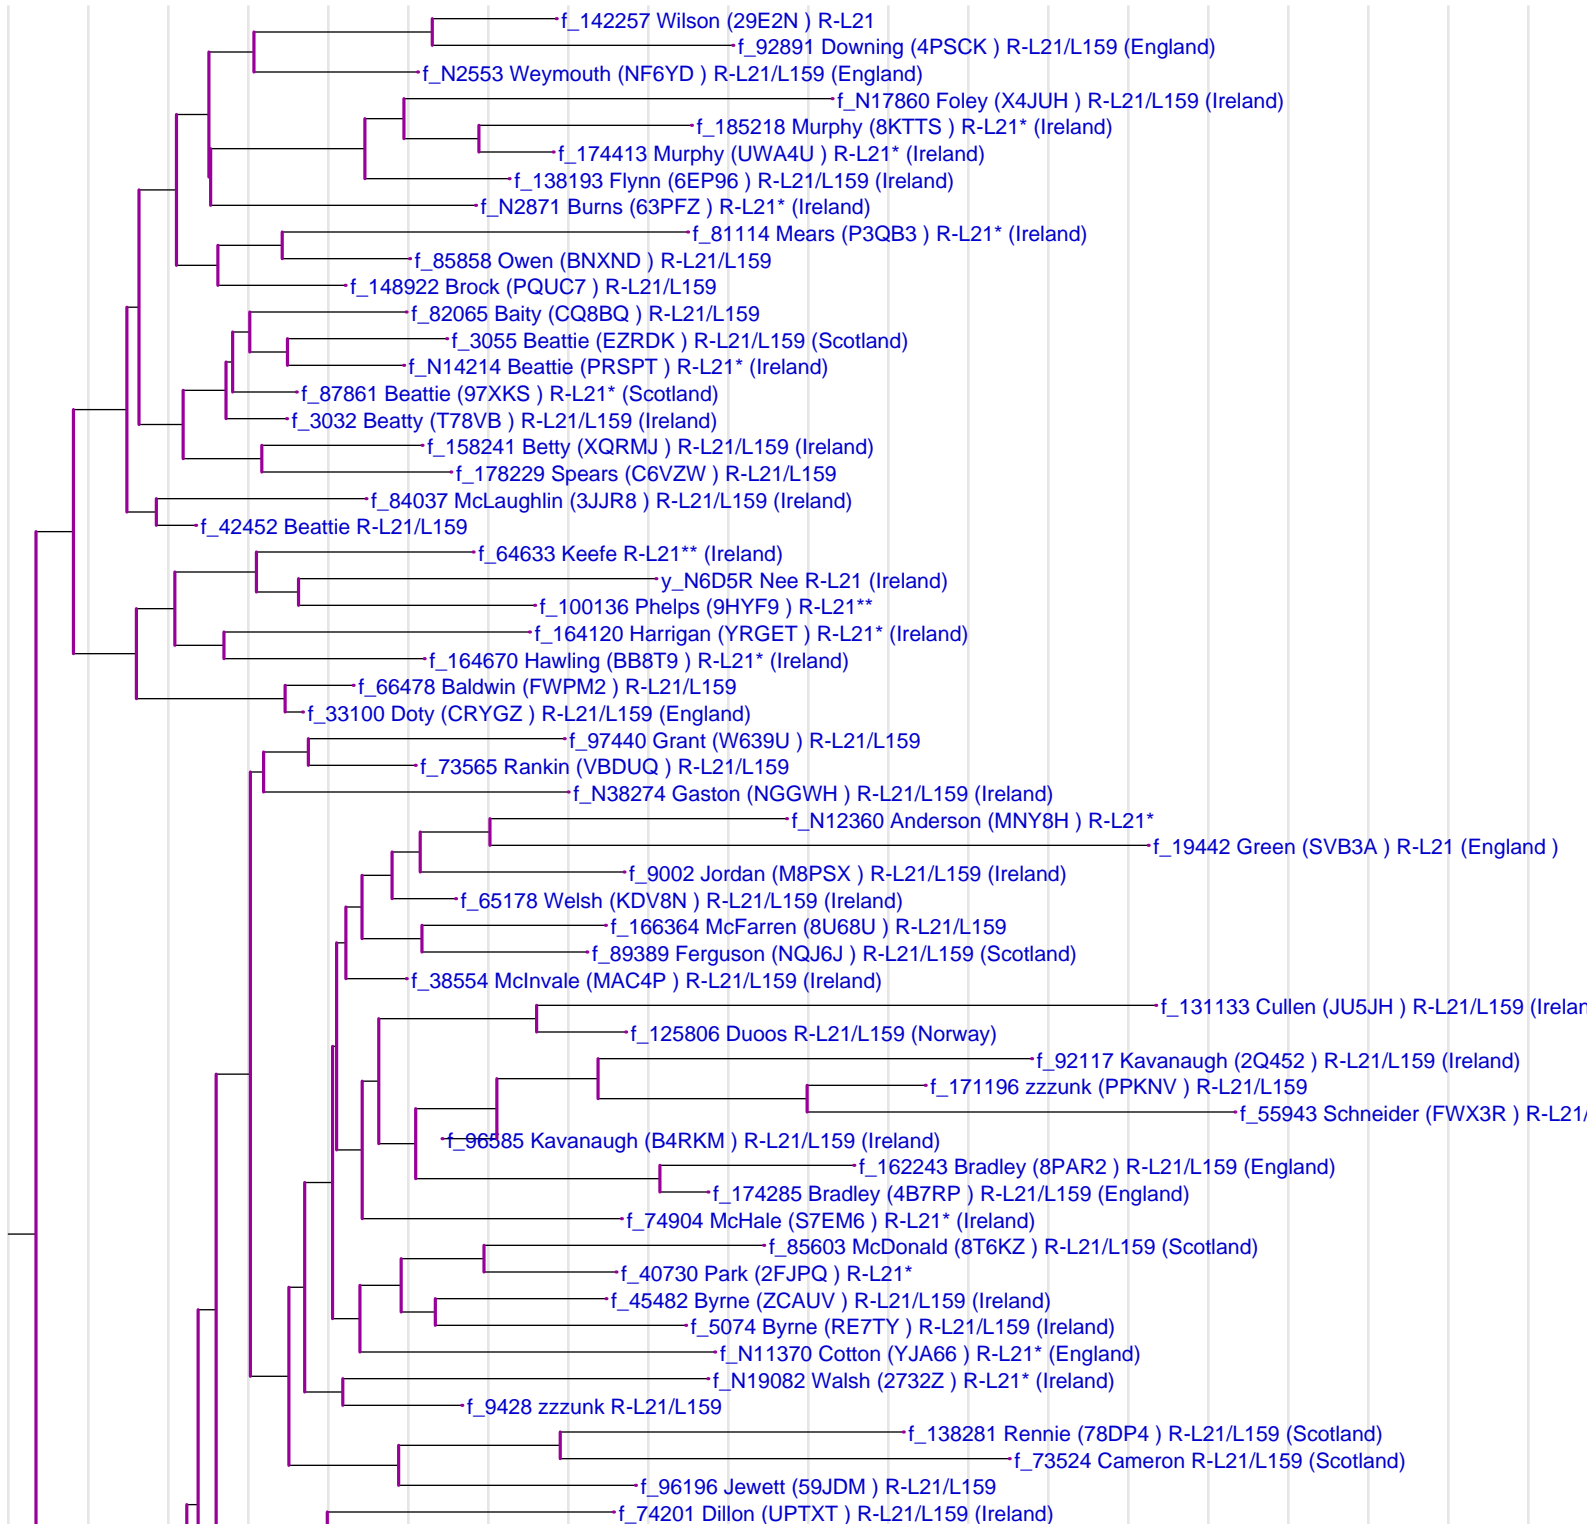 f_142257 Wilson (29E2N ) R-L21
f_92891 Downing (4PSCK ) R-L21/L159 (England)
f_N2553 Weymouth (NF6YD ) R-L21/L159 (England)
f_N17860 Foley (X4JUH ) R-L21/L159 (Ireland)
f_185218 Murphy (8KTTS ) R-L21* (Ireland)
f_174413 Murphy (UWA4U ) R-L21* (Ireland)
f_138193 Flynn (6EP96 ) R-L21/L159 (Ireland)
f_N2871 Burns (63PFZ ) R-L21* (Ireland)
f_81114 Mears (P3QB3 ) R-L21* (Ireland)
f_85858 Owen (BNXND ) R-L21/L159
f_148922 Brock (PQUC7 ) R-L21/L159
f_82065 Baity (CQ8BQ ) R-L21/L159
f_3055 Beattie (EZRDK ) R-L21/L159 (Scotland)
f_N14214 Beattie (PRSPT ) R-L21* (Ireland)
f_87861 Beattie (97XKS ) R-L21* (Scotland)
f_3032 Beatty (T78VB ) R-L21/L159 (Ireland)
f_158241 Betty (XQRMJ ) R-L21/L159 (Ireland)
f_178229 Spears (C6VZW ) R-L21/L159
f_84037 McLaughlin (3JJR8 ) R-L21/L159 (Ireland)
f_42452 Beattie R-L21/L159
f_64633 Keefe R-L21** (Ireland)
y_N6D5R Nee R-L21 (Ireland)
f_100136 Phelps (9HYF9 ) R-L21**
f_164120 Harrigan (YRGET ) R-L21* (Ireland)
f_164670 Hawling (BB8T9 ) R-L21* (Ireland)
f_66478 Baldwin (FWPM2 ) R-L21/L159
f_33100 Doty (CRYGZ ) R-L21/L159 (England)
f_97440 Grant (W639U ) R-L21/L159
f_73565 Rankin (VBDUQ ) R-L21/L159
f_N38274 Gaston (NGGWH ) R-L21/L159 (Ireland)
f_N12360 Anderson (MNY8H ) R-L21*
f_19442 Green (SVB3A ) R-L21 (England )
f_9002 Jordan (M8PSX ) R-L21/L159 (Ireland)
f_65178 Welsh (KDV8N ) R-L21/L159 (Ireland)
f_166364 McFarren (8U68U ) R-L21/L159
f_89389 Ferguson (NQJ6J ) R-L21/L159 (Scotland)
f_38554 McInvale (MAC4P ) R-L21/L159 (Ireland)
f_131133 Cullen (JU5JH ) R-L21/L159 (Irelan
f_125806 Duoos R-L21/L159 (Norway)
f_92117 Kavanaugh (2Q452 ) R-L21/L159 (Ireland)
f_171196 zzzunk (PPKNV ) R-L21/L159
f_55943 Schneider (FWX3R ) R-L21/
f_96585 Kavanaugh (B4RKM ) R-L21/L159 (Ireland)
f_162243 Bradley (8PAR2 ) R-L21/L159 (England)
f_174285 Bradley (4B7RP ) R-L21/L159 (England)
f_74904 McHale (S7EM6 ) R-L21* (Ireland)
f_85603 McDonald (8T6KZ ) R-L21/L159 (Scotland)
f_40730 Park (2FJPQ ) R-L21*
f_45482 Byrne (ZCAUV ) R-L21/L159 (Ireland)
f_5074 Byrne (RE7TY ) R-L21/L159 (Ireland)
f_N11370 Cotton (YJA66 ) R-L21* (England)
f_N19082 Walsh (2732Z ) R-L21* (Ireland)
f_9428 zzzunk R-L21/L159
f_138281 Rennie (78DP4 ) R-L21/L159 (Scotland)
f_73524 Cameron R-L21/L159 (Scotland)
f_96196 Jewett (59JDM ) R-L21/L159
f_74201 Dillon (UPTXT ) R-L21/L159 (Ireland)